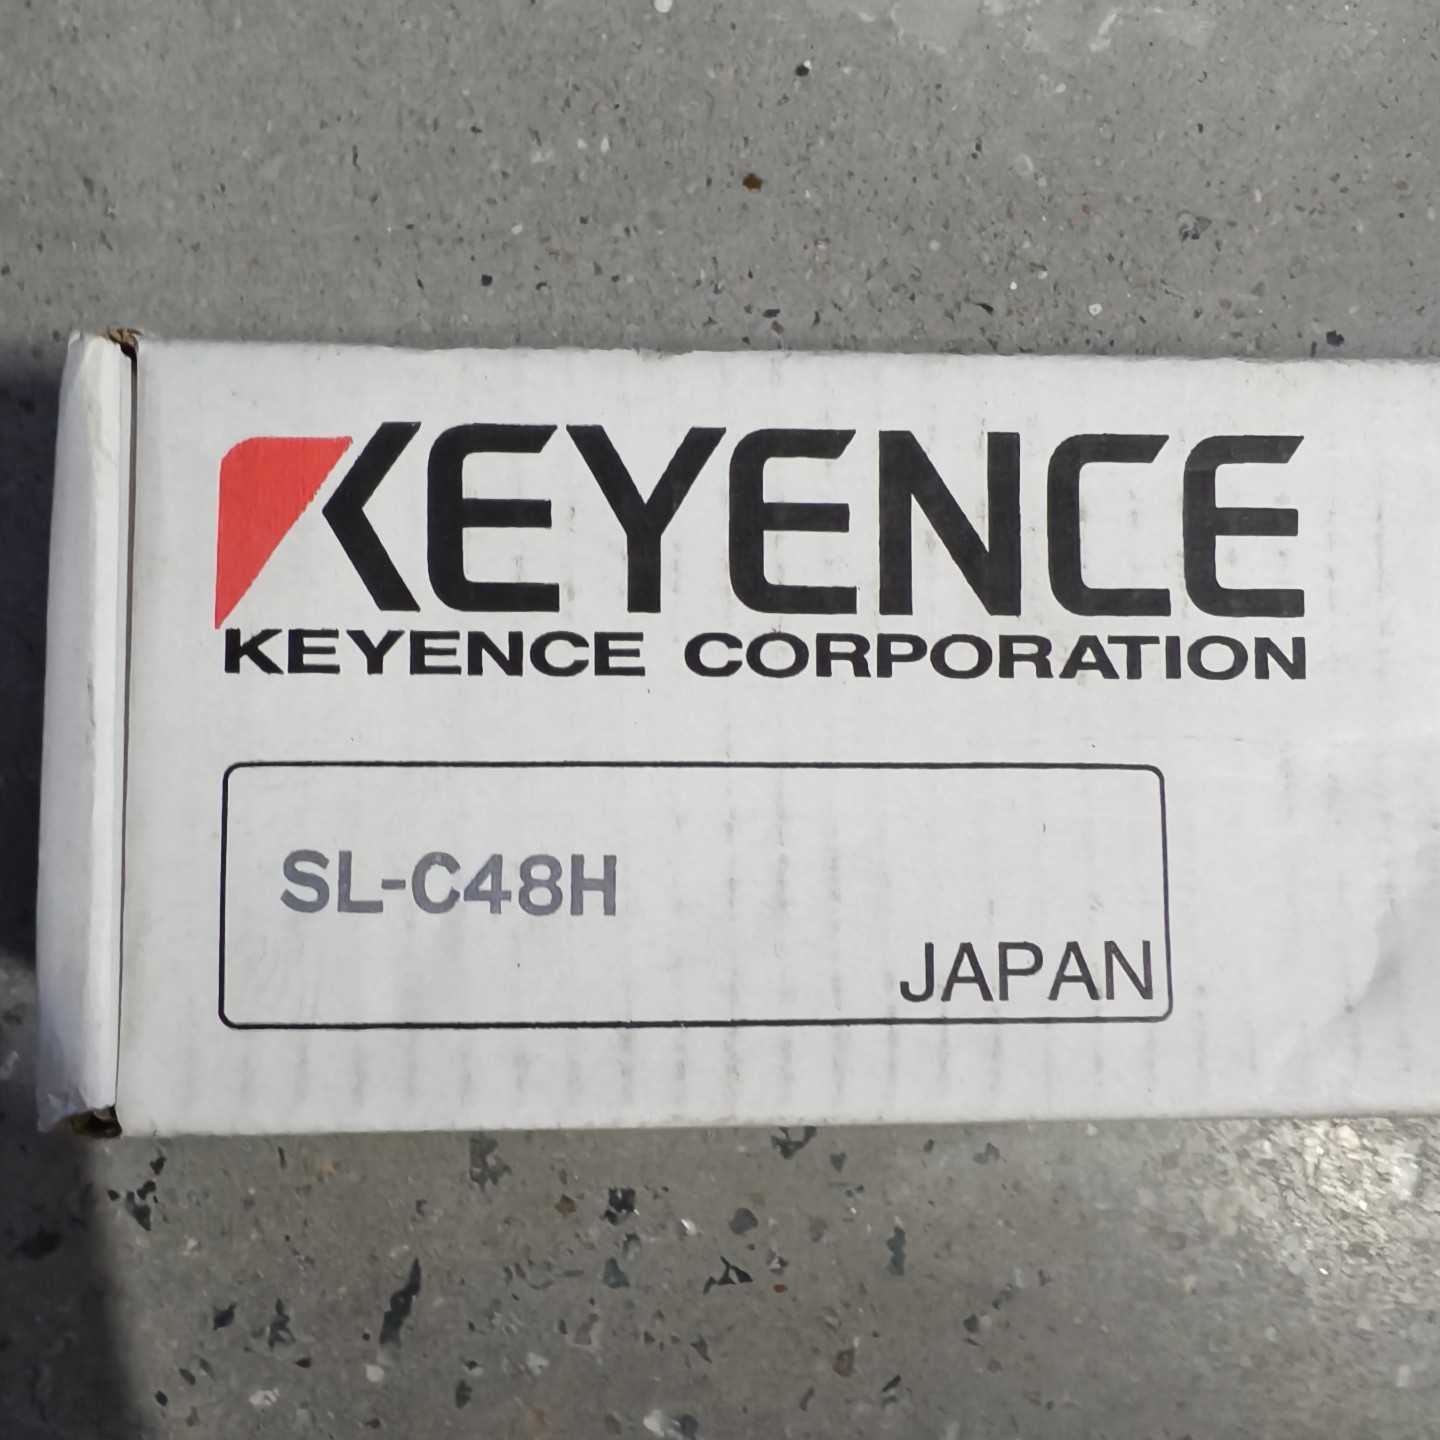 KEYENCE
KEYENCE CORPORATION
SL-C48H
JAPAN